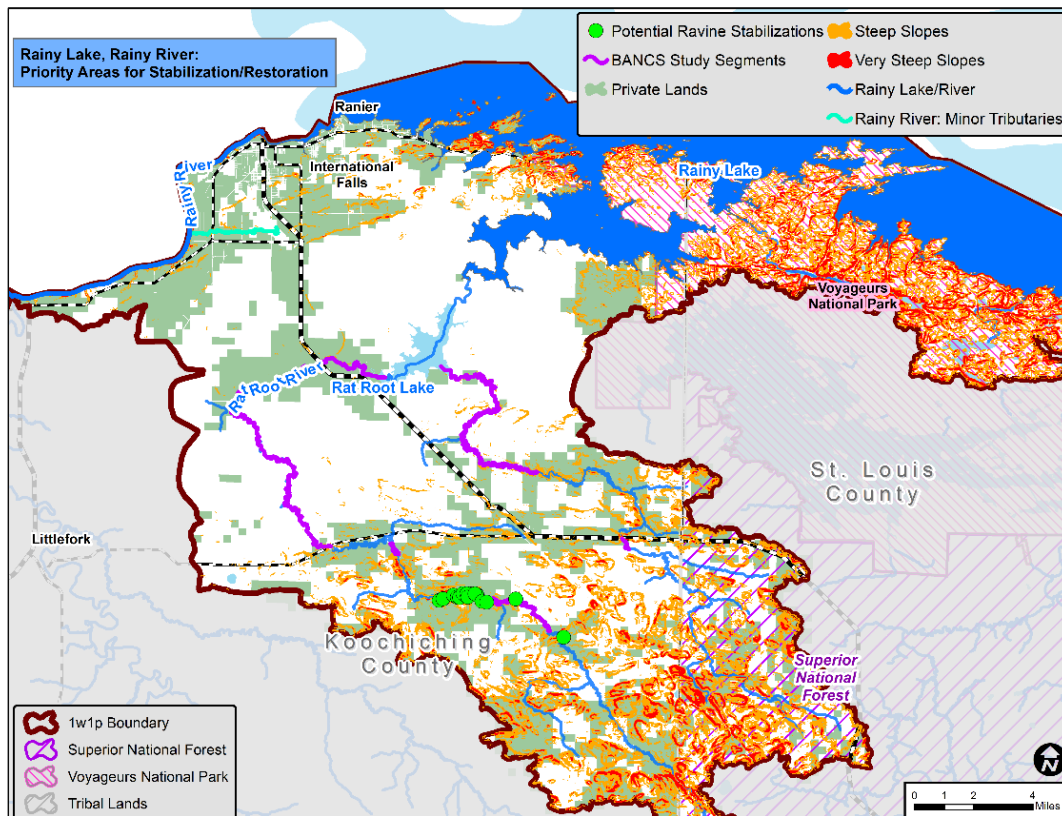 Rainy Lake, Rainy River:
Priority Areas for Stabilization/Restoration
Potential Ravine Stabilizations
BANCS Study Segments
Private Lands
Steep Slopes
Very Steep Slopes
Rainy Lake/River
Rainy River: Minor Tributaries
Ranier
International
Falls
Rainy River
Rainy Lake
Voyageurs
National Park
Rat Root River
Rat Root Lake
St. Louis
County
Littlefork
Koochiching
County
Superior
National
Forest
1w1p Boundary
Superior National Forest
Voyageurs National Park
Tribal Lands
N
0 1 2 4
Miles